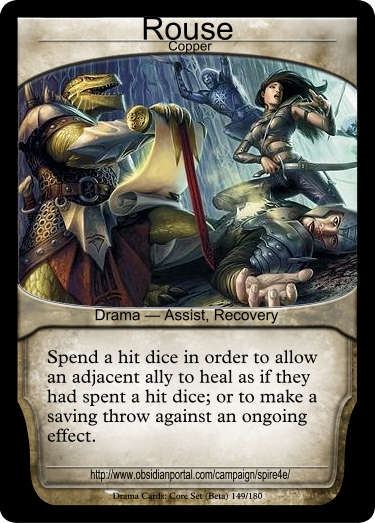 Rouse
Copper
Drama — Assist, Recovery
Spend a hit dice in order to allow
an adjacent ally to heal as if they
had spent a hit dice; or to make a
saving throw against an ongoing
effect.
http://www.obsidianportal.com/campaign/spire4e/
Drama Cards: Core Set (Beta) 149/180